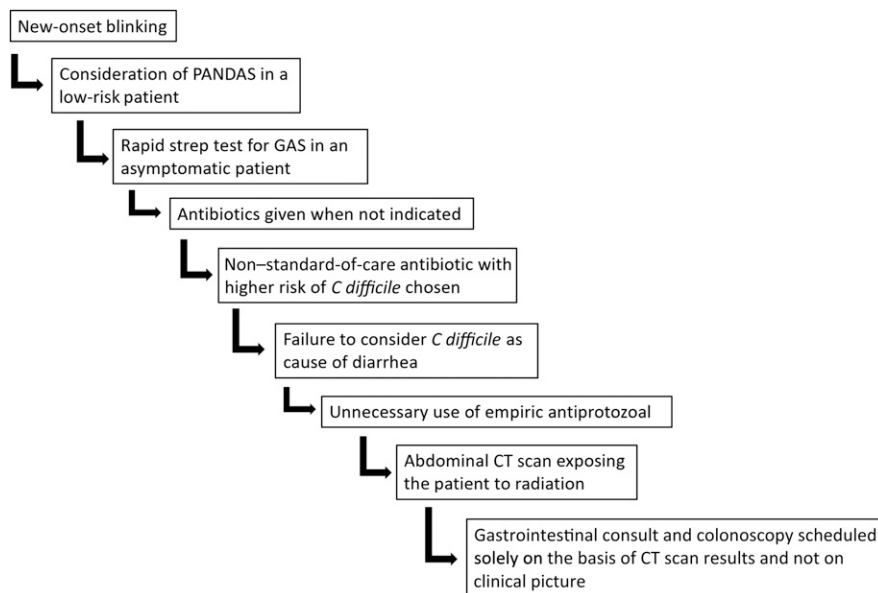 New-onset blinking
Consideration of PANDAS in a
low-risk patient
Rapid strep test for GAS in an
asymptomatic patient
Antibiotics given when not indicated
Non–standard-of-care antibiotic with
higher risk of C difficile chosen
Failure to consider C difficile as
cause of diarrhea
Unnecessary use of empiric antiprotozoal
Abdominal CT scan exposing
the patient to radiation
Gastrointestinal consult and colonoscopy scheduled
solely on the basis of CT scan results and not on
clinical picture